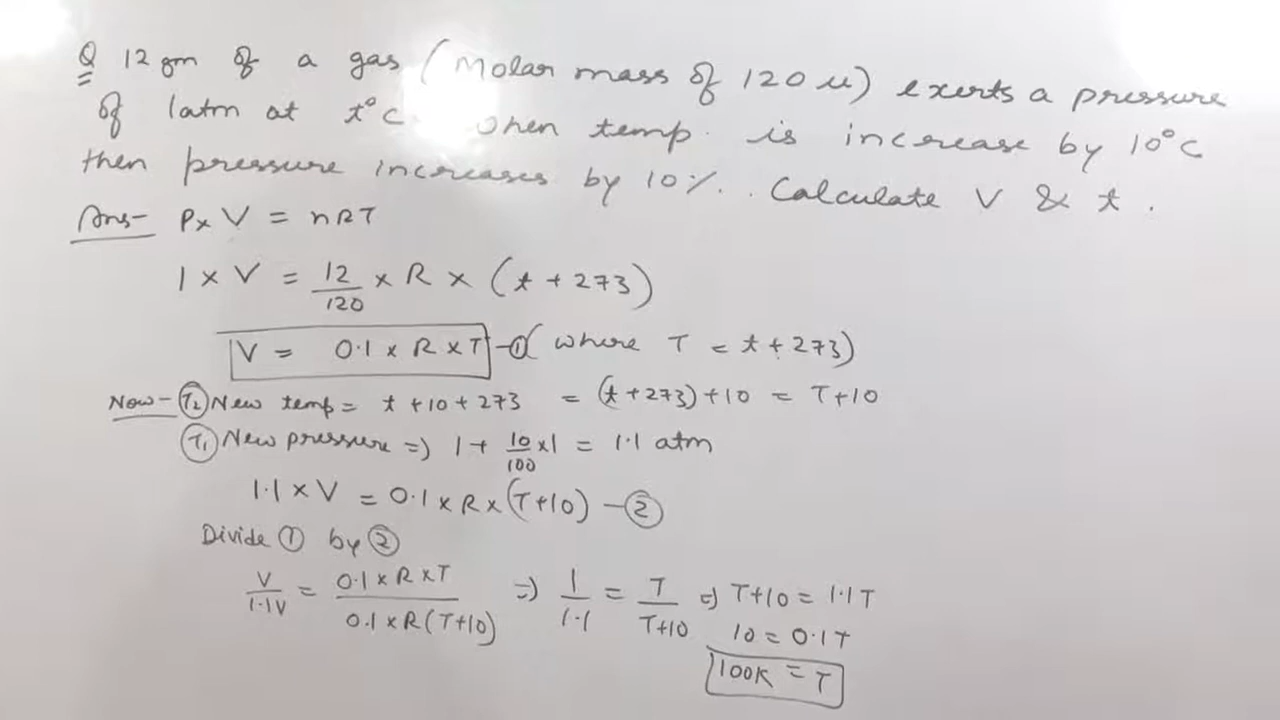 Q 12 gm of a gas (Molar mass of 120 u) exerts a pressure
of 1atm at t°C. When temp. is increase by 10°C
then pressure increases by 10%. Calculate V & t.
Ans- Px V = nRT
1 × V = 12/120 × R × (t + 273)
V = 0.1 × R × T -① (where T = t + 273)
Now - T2 New temp = t + 10 + 273 = (t + 273) + 10 = T + 10
T1 New pressure => 1 + 10/100 x 1 = 1.1 atm
1.1 × V = 0.1 × R × (T + 10) - ②
Divide ① by ②
V/1.1V = 0.1 × R × T / 0.1 × R (T + 10) => 1/1.1 = T/T+10 => T + 10 = 1.1T
10 = 0.1T
100K = T